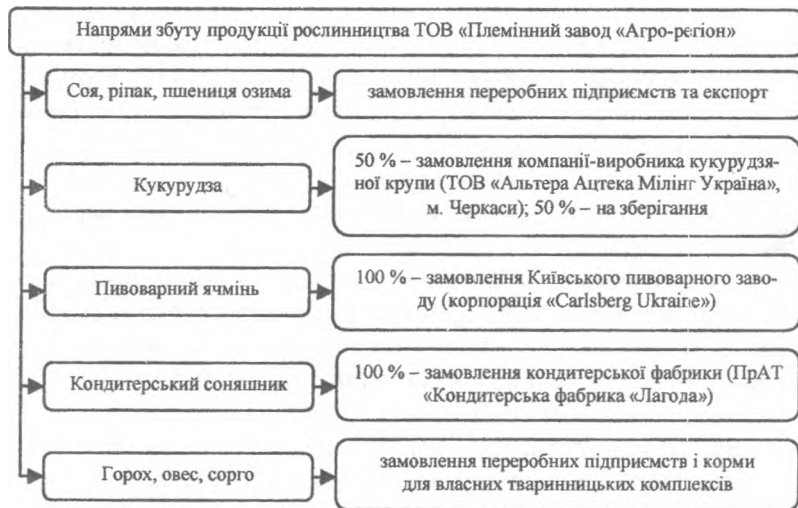 Напрями збуту продукції рослинництва ТОВ «Племінний завод «Агро-регіон»
Соя, ріпак, пшениця озима
замовлення переробних підприємств та експорт
Кукурудза
50 % – замовлення компанії-виробника кукурудзя-
ної крупи (ТОВ «Альтера Ацтека Мілінг Україна»,
м. Черкаси); 50 % – на зберігання
Пивоварний ячмінь
100 % – замовлення Київського пивоварного заво-
ду (корпорація «Carlsberg Ukraine»)
Кондитерський соняшник
100 % – замовлення кондитерської фабрики (ПрАТ
«Кондитерська фабрика «Лагода»)
Горох, овес, сорго
замовлення переробних підприємств і корми
для власних тваринницьких комплексів